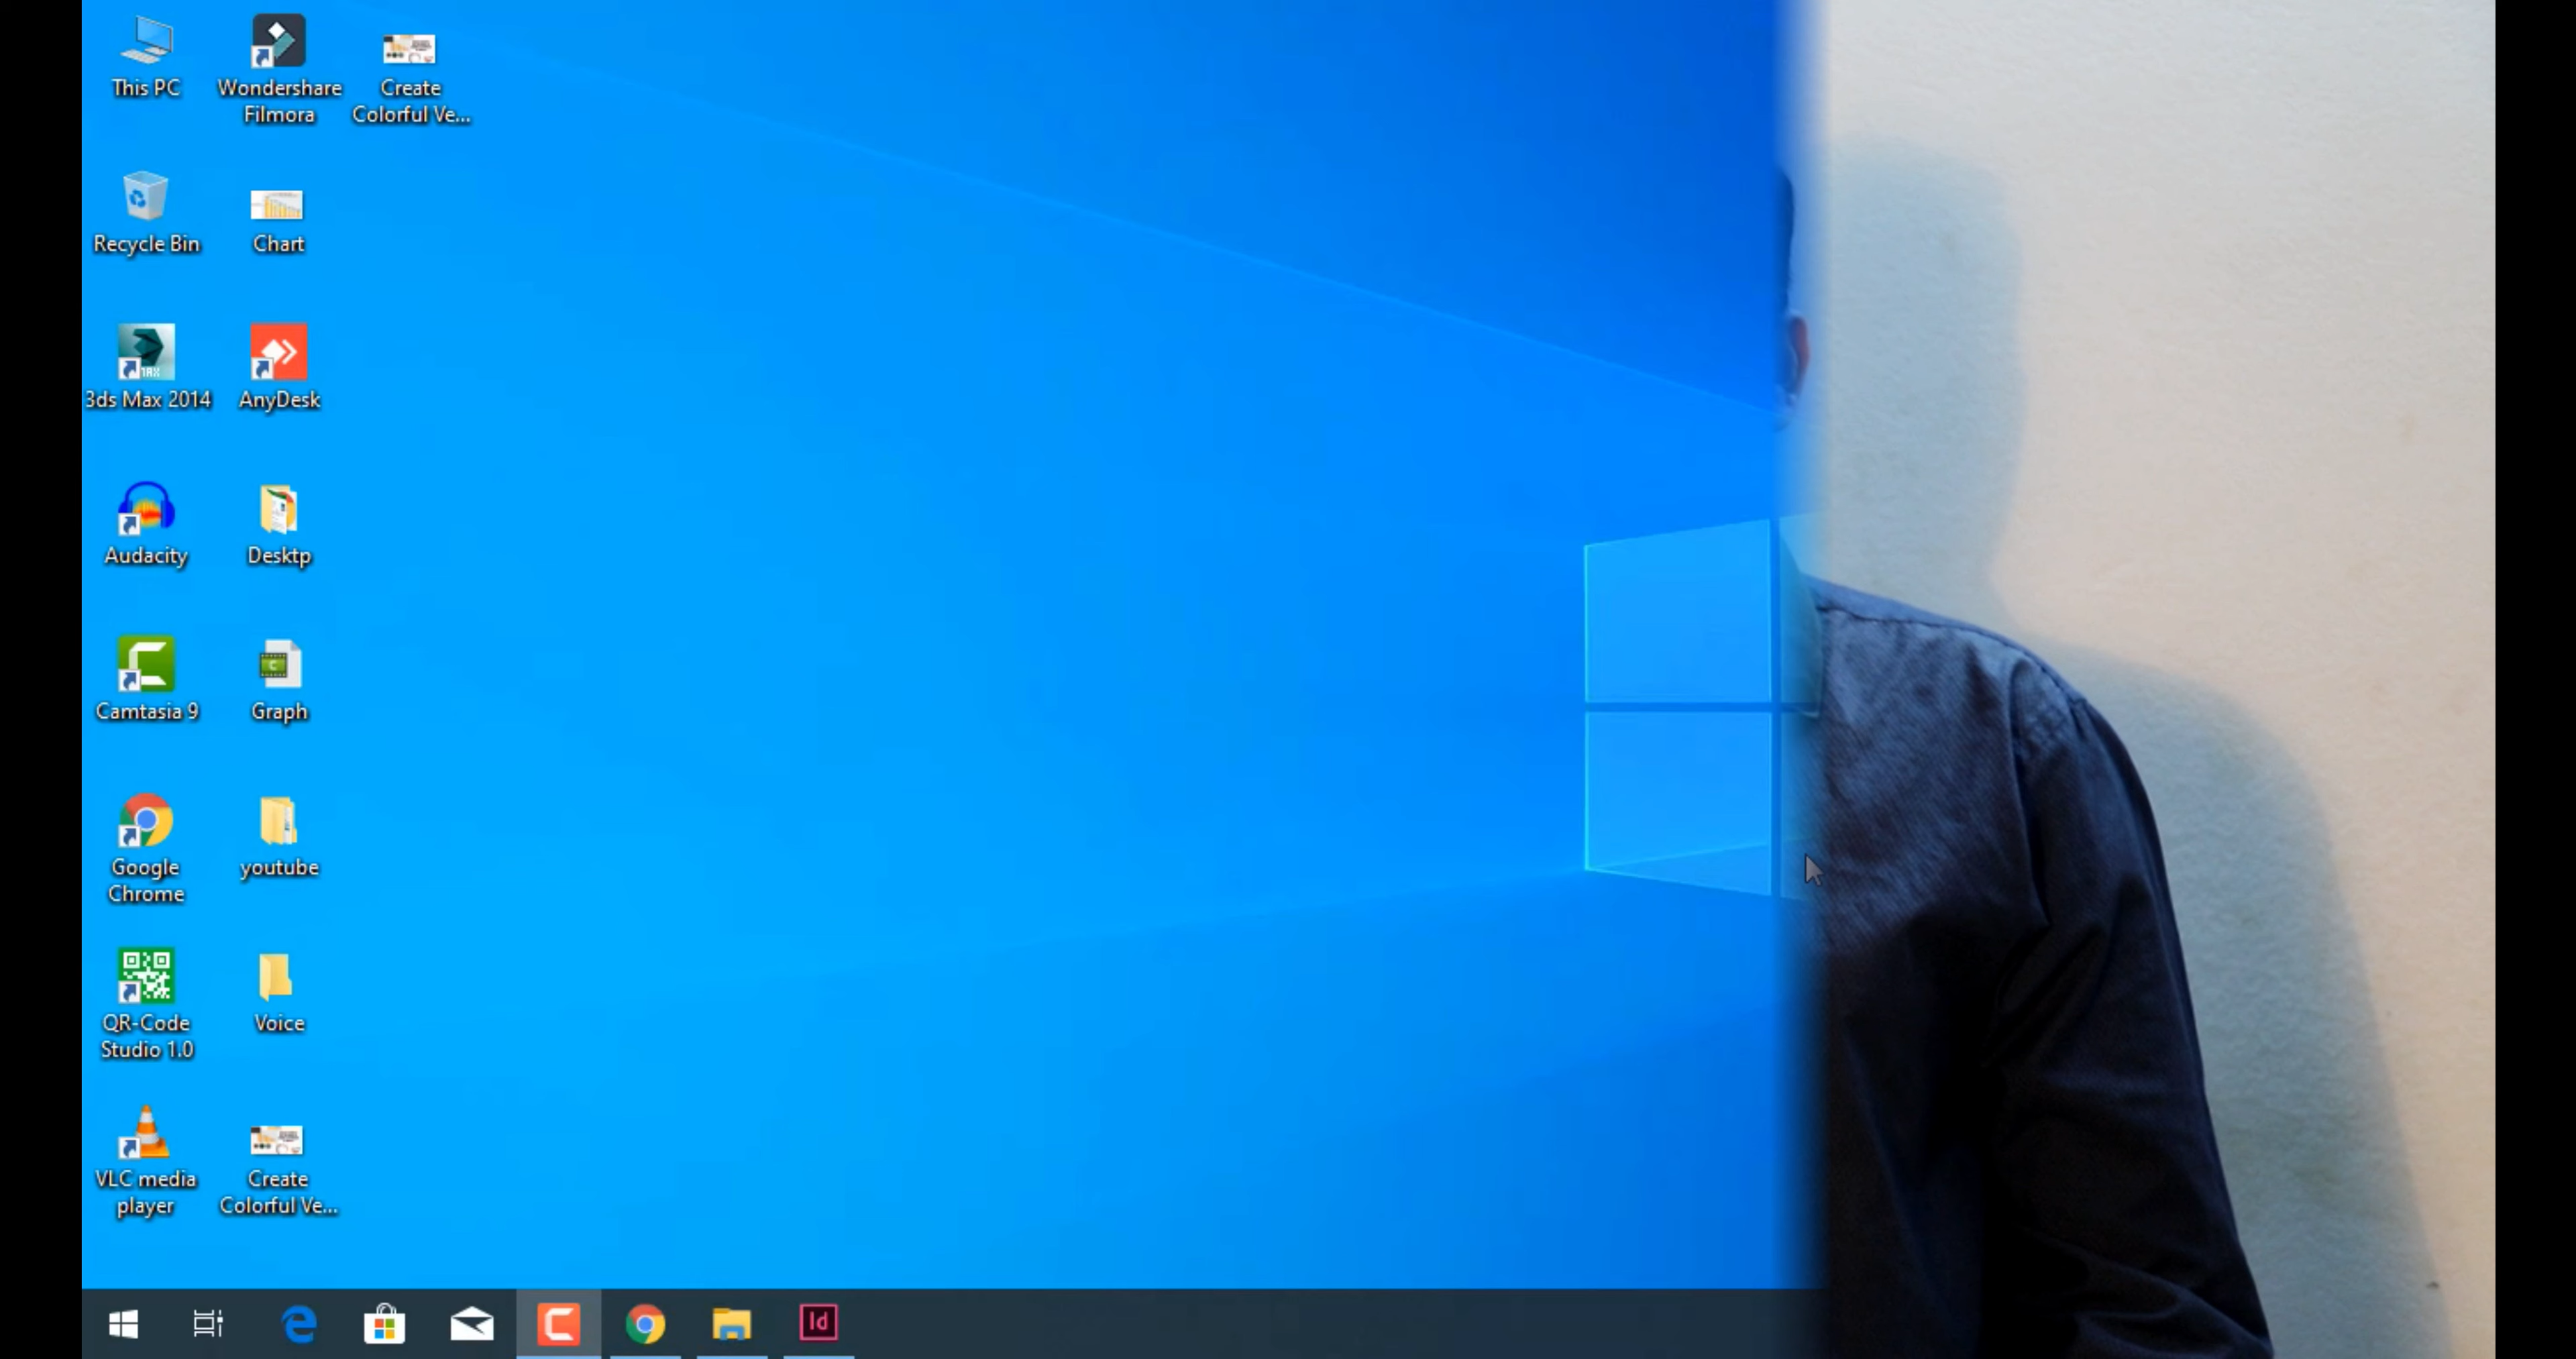 This PC
Wondershare
Filmora
Create
Colorful Ve...
Recycle Bin
Chart
3ds Max 2014
AnyDesk
Audacity
Desktp
Camtasia 9
Graph
Google
Chrome
youtube
QR-Code
Studio 1.0
Voice
VLC media
player
Create
Colorful Ve...
Id